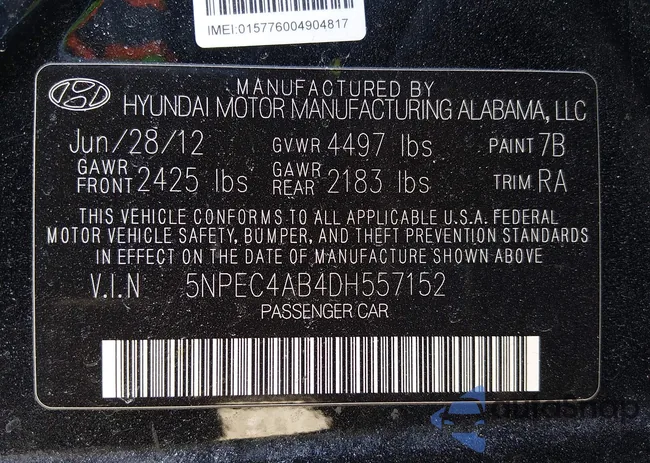 IMEI:015776004904817
MANUFACTURED BY
HYUNDAI MOTOR MANUFACTURING ALABAMA, LLC
Jun/28/12 GVWR 4497 lbs PAINT 7B
GAWR FRONT 2425 lbs GAWR REAR 2183 lbs TRIM RA
THIS VEHICLE CONFORMS TO ALL APPLICABLE U.S.A. FEDERAL
MOTOR VEHICLE SAFETY, BUMPER, AND THEFT PREVENTION STANDARDS
IN EFFECT ON THE DATE OF MANUFACTURE SHOWN ABOVE
V.I.N 5NPEC4AB4DH557152
PASSENGER CAR
AutoSnap